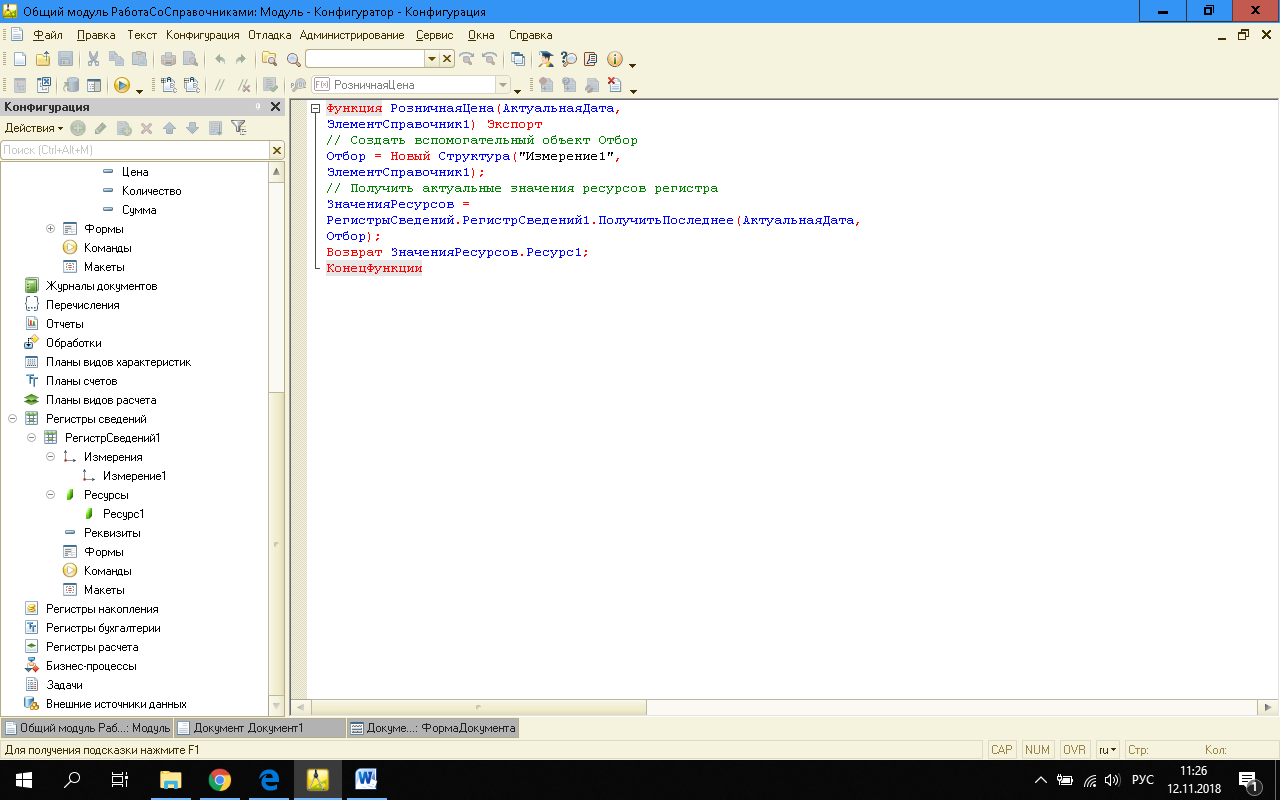 Общий модуль РаботаСоСправочниками: Модуль - Конфигуратор - Конфигурация
Файл Правка Текст Конфигурация Отладка Администрирование Сервис Окна Справка
РозничнаяЦена
Конфигурация
Действия
Поиск (Ctrl+Alt+M)
Цена
Количество
Сумма
Формы
Команды
Макеты
Журналы документов
Перечисления
Отчеты
Обработки
Планы видов характеристик
Планы счетов
Планы видов расчета
Регистры сведений
РегистрСведений1
Измерения
Измерение1
Ресурсы
Ресурс1
Реквизиты
Формы
Команды
Макеты
Регистры накопления
Регистры бухгалтерии
Регистры расчета
Бизнес-процессы
Задачи
Внешние источники данных
Функция РозничнаяЦена(АктуальнаяДата,
ЭлементСправочник1) Экспорт
// Создать вспомогательный объект Отбор
Отбор = Новый Структура("Измерение1",
ЭлементСправочник1);
// Получить актуальные значения ресурсов регистра
ЗначенияРесурсов =
РегистрыСведений.РегистрСведений1.ПолучитьПоследнее(АктуальнаяДата,
Отбор);
Возврат ЗначенияРесурсов.Ресурс1;
КонецФункции
Общий модуль Раб...: Модуль Документ Документ1 Докуме...: ФормаДокумента
Для получения подсказки нажмите F1 CAP NUM OVR ru Стр: Кол:
РУС 11:26
12.11.2018
1